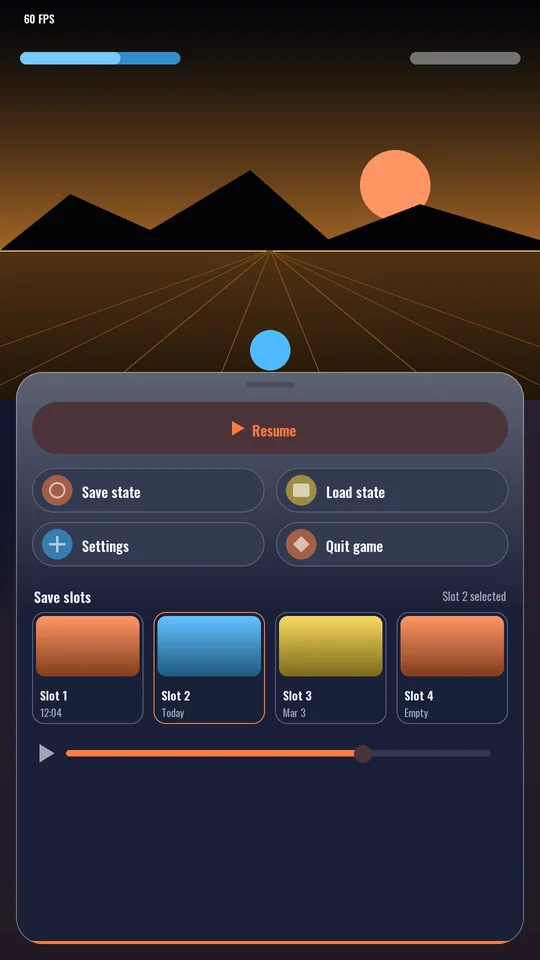 60 FPS
Resume
Save state
Load state
Settings
Quit game
Save slots
Slot 2 selected
Slot 1
12:04
Slot 2
Today
Slot 3
Mar 3
Slot 4
Empty